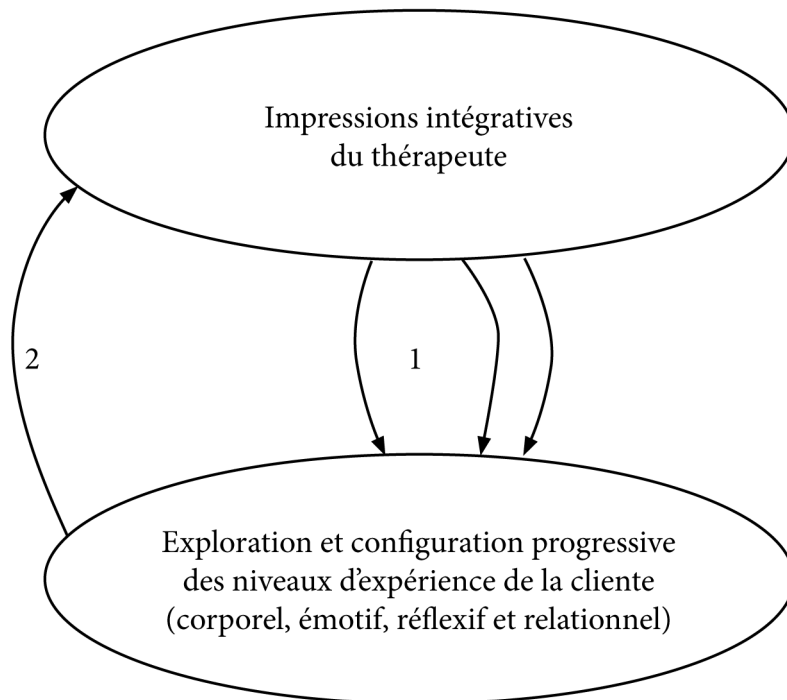 Impressions intégratives
du thérapeute
2
1
Exploration et configuration progressive
des niveaux d’expérience de la cliente
(corporel, émotif, réflexif et relationnel)